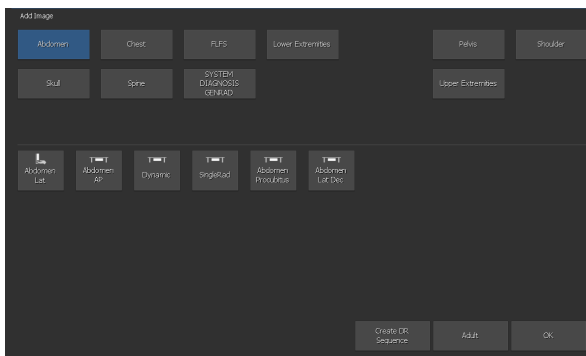 Add Image
Abdomen
Chest
FLFS
Lower Extremities
Pelvis
Shoulder
Skull
Spine
SYSTEM
DIAGNOSIS
GENRAD
Upper Extremities
Abdomen
Lat
Abdomen
AP
Dynamic
SingleRad
Abdomen
Procubitus
Abdomen
Lat Dec
Create DR
Sequence
Adult
OK